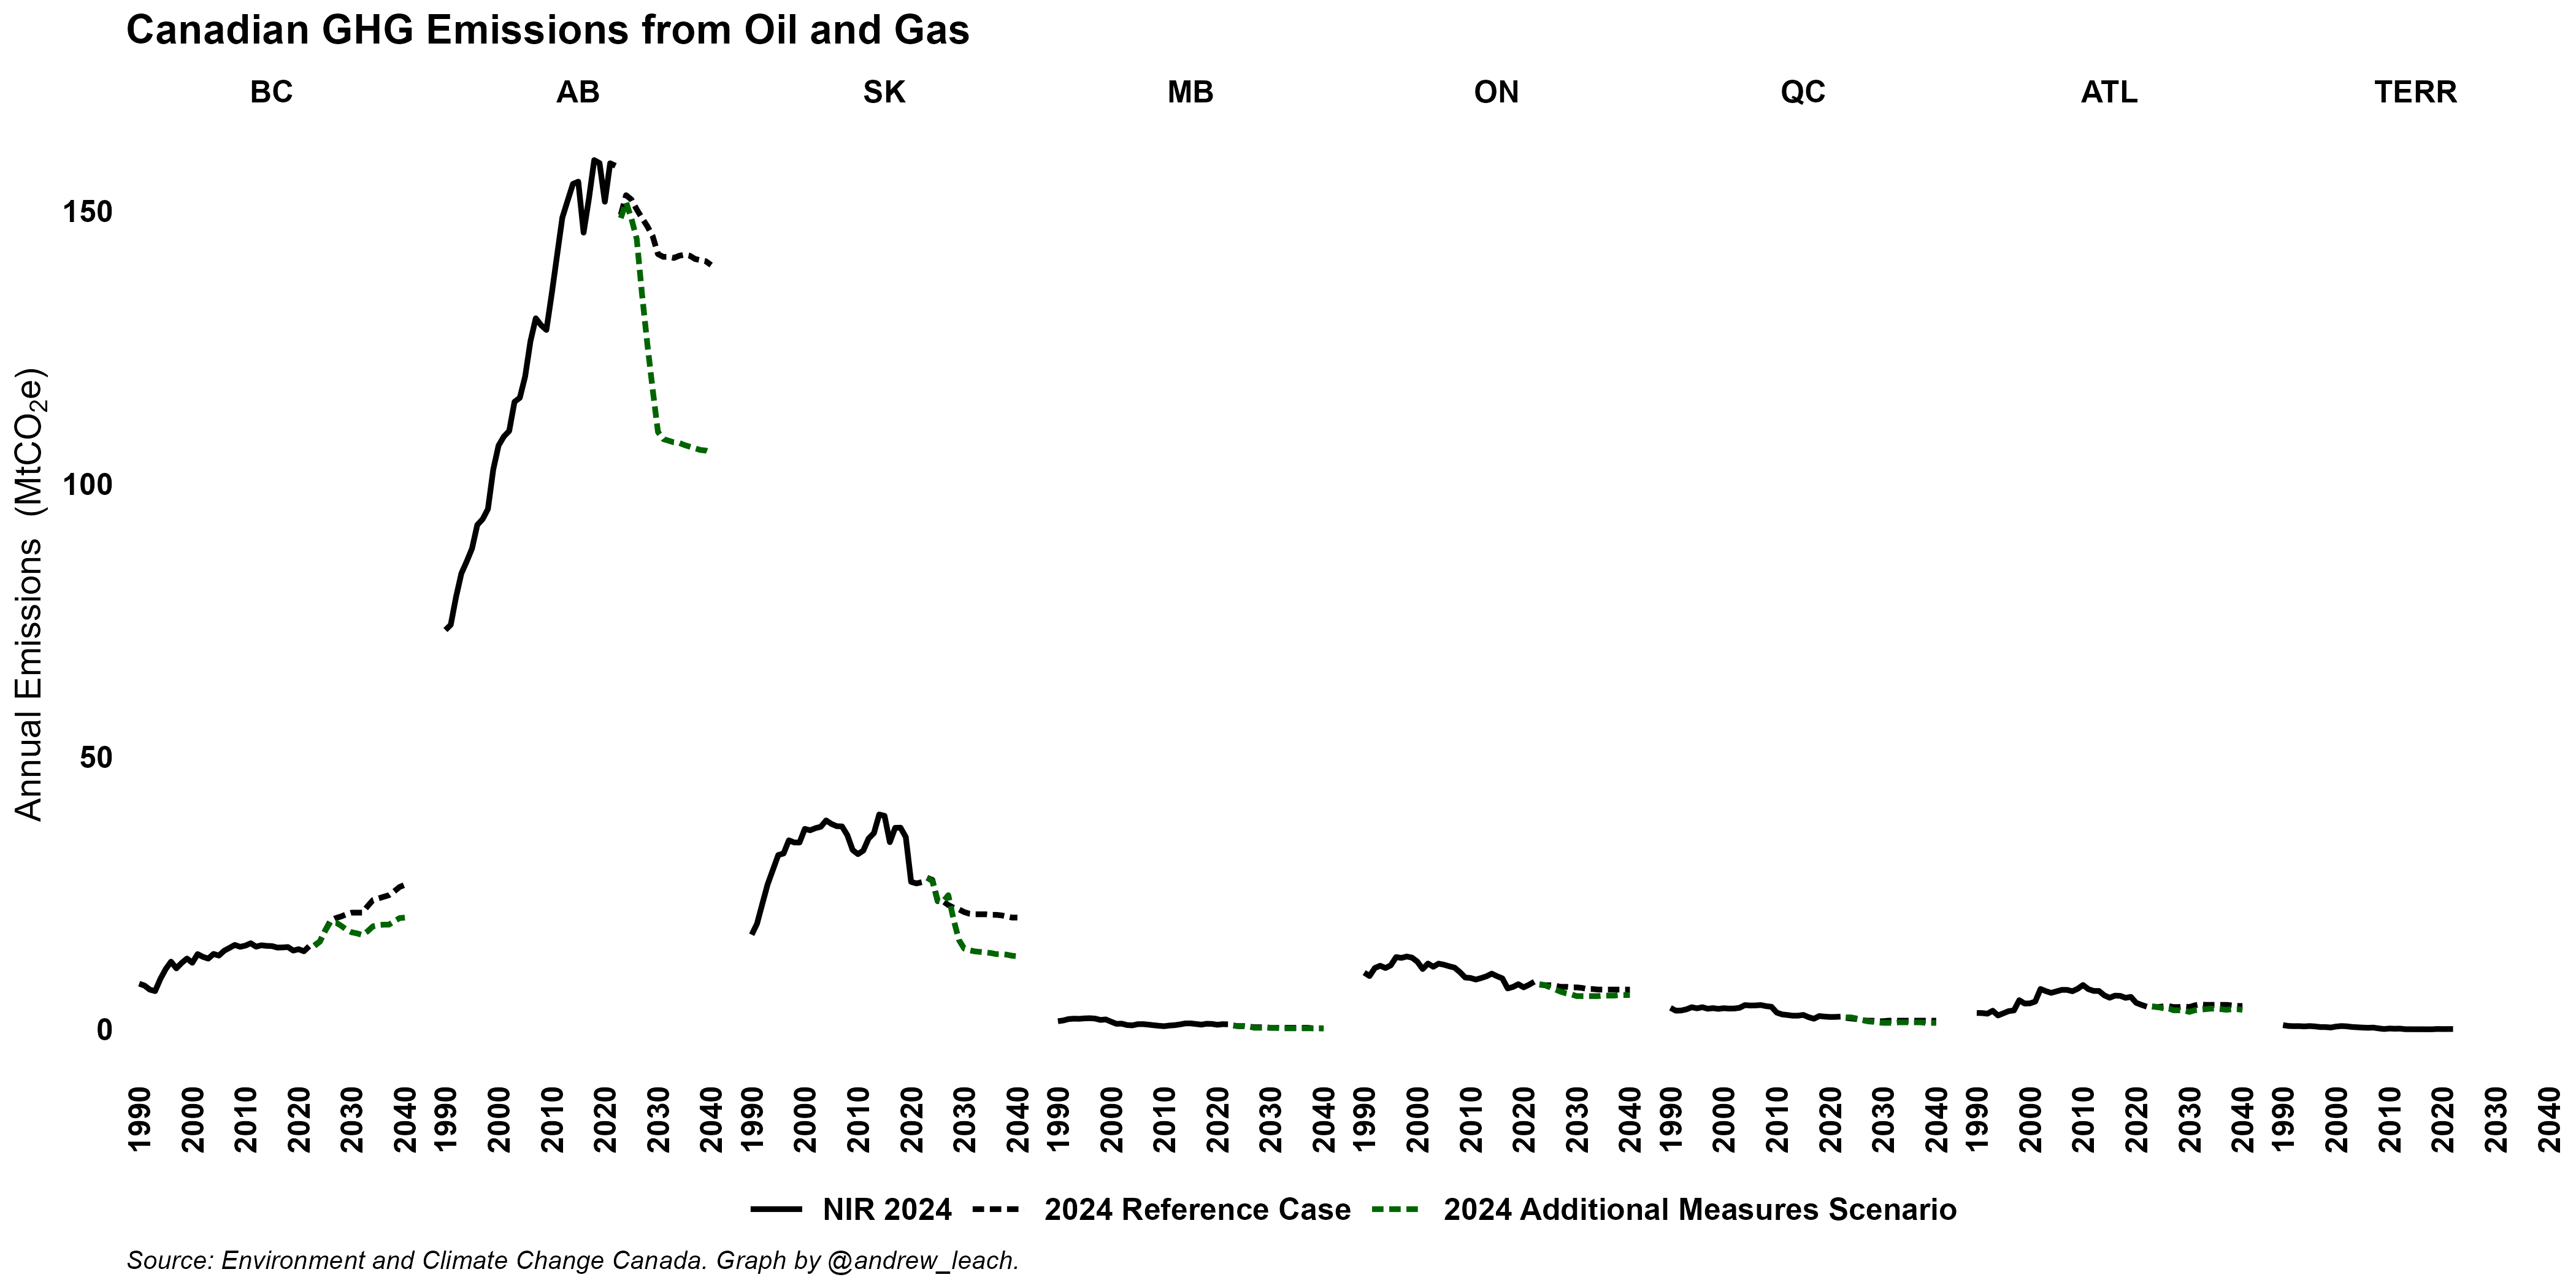 Canadian GHG Emissions from Oil and Gas
BC AB SK MB ON QC ATL TERR
Annual Emissions (MtCO₂e)
150
100
50
0
1990 2000 2010 2020 2030 2040 1990 2000 2010 2020 2030 2040 1990 2000 2010 2020 2030 2040 1990 2000 2010 2020 2030 2040 1990 2000 2010 2020 2030 2040 1990 2000 2010 2020 2030 2040 1990 2000 2010 2020 2030 2040 1990 2000 2010 2020 2030 2040
NIR 2024 2024 Reference Case 2024 Additional Measures Scenario
Source: Environment and Climate Change Canada. Graph by @andrew_leach.